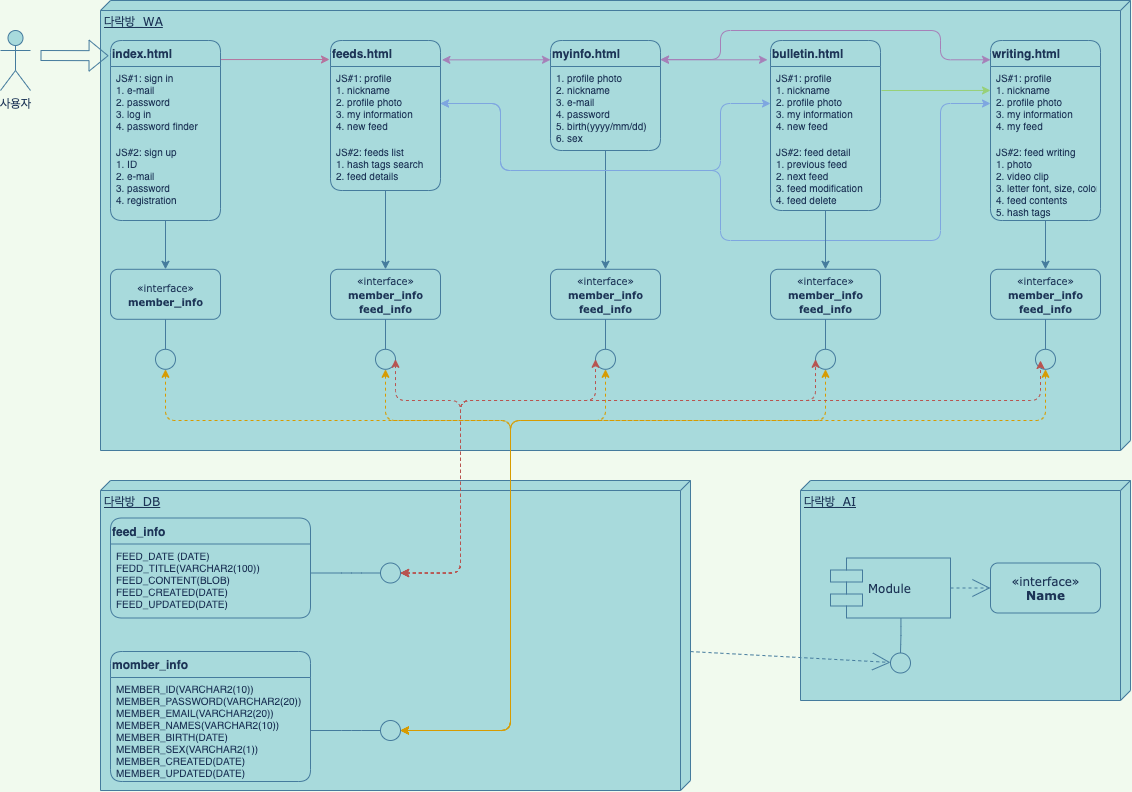 다락방 WA
사용자
index.html
JS#1: sign in
1. e-mail
2. password
3. log in
4. password finder
JS#2: sign up
1. ID
2. e-mail
3. password
4. registration
feeds.html
JS#1: profile
1. nickname
2. profile photo
3. my information
4. new feed
JS#2: feeds list
1. hash tags search
2. feed details
myinfo.html
1. profile photo
2. nickname
3. e-mail
4. password
5. birth(yyyy/mm/dd)
6. sex
bulletin.html
JS#1: profile
1. nickname
2. profile photo
3. my information
4. new feed
JS#2: feed detail
1. previous feed
2. next feed
3. feed modification
4. feed delete
writing.html
JS#1: profile
1. nickname
2. profile photo
3. my information
4. my feed
JS#2: feed writing
1. photo
2. video clip
3. letter font, size, colo
4. feed contents
5. hash tags
«interface»
member_info
«interface»
member_info
feed_info
«interface»
member_info
feed_info
«interface»
member_info
feed_info
«interface»
member_info
feed_info
다락방 DB
feed_info
FEED_DATE (DATE)
FEDD_TITLE(VARCHAR2(100))
FEED_CONTENT(BLOB)
FEED_CREATED(DATE)
FEED_UPDATED(DATE)
momber_info
MEMBER_ID(VARCHAR2(10))
MEMBER_PASSWORD(VARCHAR2(20))
MEMBER_EMAIL(VARCHAR2(20))
MEMBER_NAMES(VARCHAR2(10))
MEMBER_BIRTH(DATE)
MEMBER_SEX(VARCHAR2(1))
MEMBER_CREATED(DATE)
MEMBER_UPDATED(DATE)
다락방 AI
Module
«interface»
Name